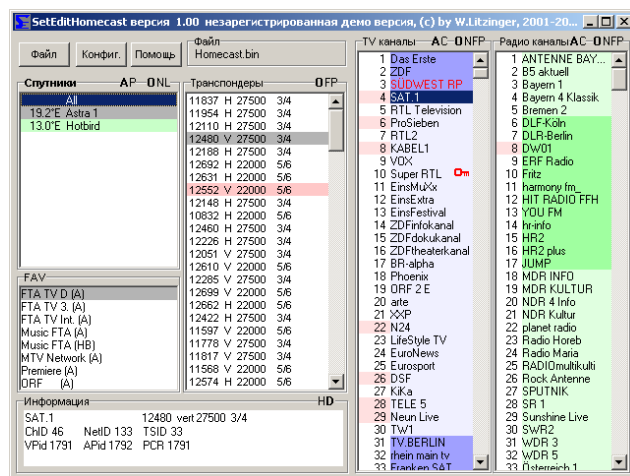 SetEditHomecast версия 1.00 незарегистрированная демо версия, (c) by W.Litzinger, 2001-20...
Файл
Конфиг.
Помощь
Файл
Homecast.bin
Спутники AP ONL
All
19.2°E Astra 1
13.0°E Hotbird
FAV
FTA TV D (A)
FTA TV 3. (A)
FTA TV Int. (A)
Music FTA (A)
Music FTA (HB)
MTV Network (A)
Premiere (A)
ORF (A)
Транспондеры OFP
11837 H 27500 3/4
11954 H 27500 3/4
12110 H 27500 3/4
12480 V 27500 3/4
12188 H 27500 3/4
12692 H 22000 5/6
12631 H 22000 5/6
12552 V 22000 5/6
12148 H 27500 3/4
10832 H 22000 5/6
12460 H 27500 3/4
12226 H 27500 3/4
12051 V 27500 3/4
12610 V 22000 5/6
12285 V 27500 3/4
12699 V 22000 5/6
12662 H 22000 5/6
12422 H 27500 3/4
11597 V 22000 5/6
11778 V 27500 3/4
11817 V 27500 3/4
11568 V 22000 5/6
12574 H 22000 5/6
Информация HD
SAT.1 12480 vert 27500 3/4
ChID 46 NetID 133 TSID 33
VPid 1791 APid 1792 PCR 1791
TV каналы AC ONFP
1 Das Erste
2 ZDF
3 SÜDWEST RP
4 SAT.1
5 RTL Television
6 ProSieben
7 RTL2
8 KABEL1
9 VOX
10 Super RTL
11 EinsMuXx
12 EinsExtra
13 EinsFestival
14 ZDFinfokanal
15 ZDFdokukanal
16 ZDFtheaterkanal
17 BR-alpha
18 Phoenix
19 ORF 2 E
20 arte
21 XXP
22 N24
23 LifeStyle TV
24 EuroNews
25 Eurosport
26 DSF
27 KiKa
28 TELE 5
29 Neun Live
30 TW1
31 TV.BERLIN
32 rhein main tv
33 Franken SAT
Радио каналы AC ONFP
1 ANTENNE BAY...
2 B5 aktuell
3 Bayern 1
4 Bayern 4 Klassik
5 Bremen 2
6 DLF-Köln
7 DLR-Berlin
8 DW01
9 ERF Radio
10 Fritz
11 harmony fm_
12 HIT RADIO FFH
13 YOU FM
14 hr-info
15 HR2
16 HR2 plus
17 JUMP
18 MDR INFO
19 MDR KULTUR
20 NDR 4 Info
21 NDR Kultur
22 planet radio
23 Radio Horeb
24 Radio Maria
25 RADIOmultikulti
26 Rock Antenne
27 SPUTNIK
28 SR 1
29 Sunshine Live
30 SWR2
31 WDR 3
32 WDR 5
33 Österreich 1